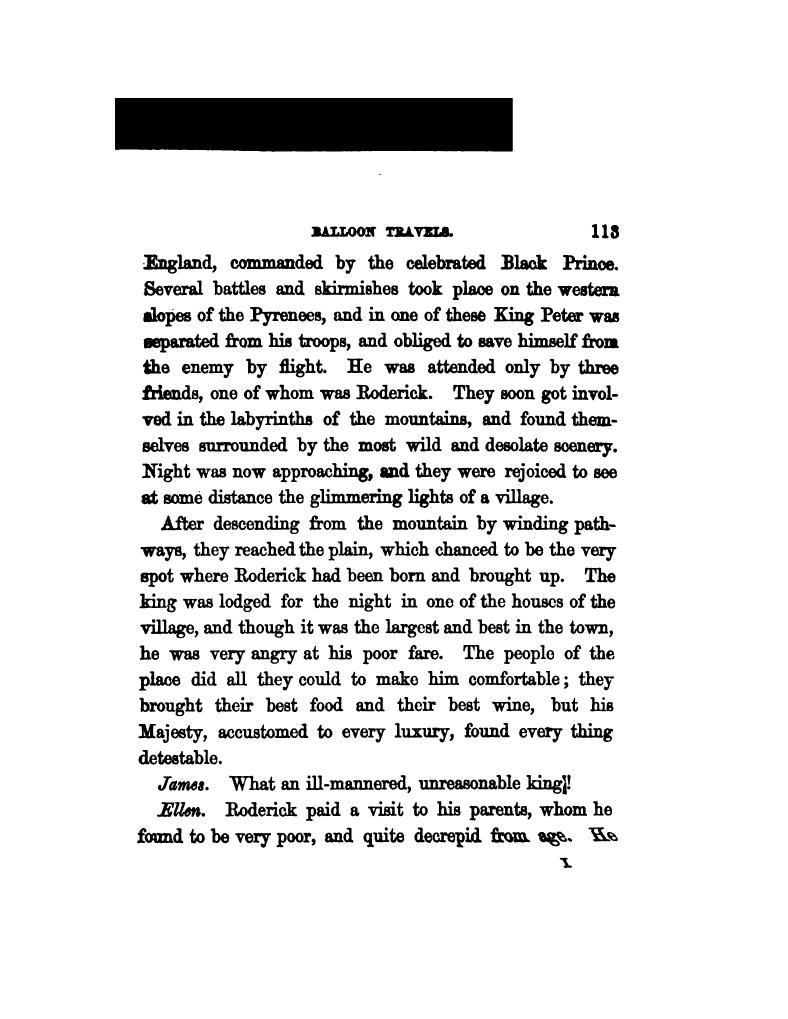 BALLOON TRAVELS. 113
England, commanded by the celebrated Black Prince.
Several battles and skirmishes took place on the western
slopes of the Pyrenees, and in one of these King Peter was
separated from his troops, and obliged to save himself from
the enemy by flight. He was attended only by three
friends, one of whom was Roderick. They soon got invol-
ved in the labyrinths of the mountains, and found them-
selves surrounded by the most wild and desolate scenery.
Night was now approaching, and they were rejoiced to see
at some distance the glimmering lights of a village.
After descending from the mountain by winding path-
ways, they reached the plain, which chanced to be the very
spot where Roderick had been born and brought up. The
king was lodged for the night in one of the houses of the
village, and though it was the largest and best in the town,
he was very angry at his poor fare. The people of the
place did all they could to make him comfortable; they
brought their best food and their best wine, but his
Majesty, accustomed to every luxury, found every thing
detestable.
James. What an ill-mannered, unreasonable king!
Ellen. Roderick paid a visit to his parents, whom he
found to be very poor, and quite decrepid from age. He
I